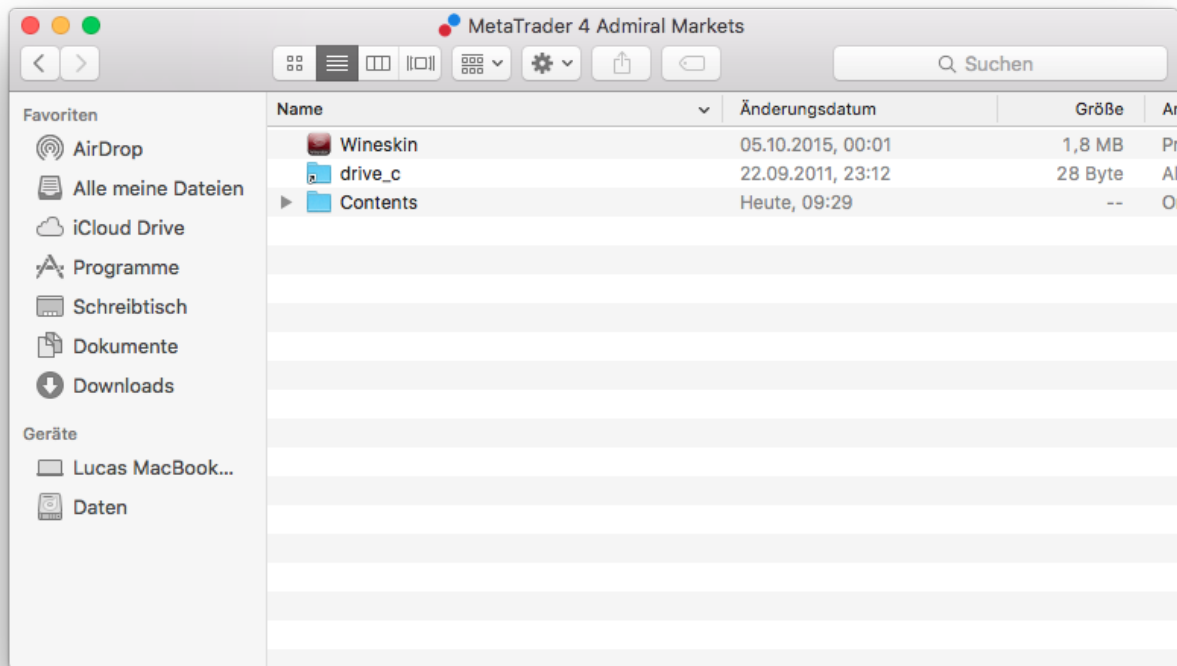 MetaTrader 4 Admiral Markets
Suchen
Favoriten
AirDrop
Alle meine Dateien
iCloud Drive
Programme
Schreibtisch
Dokumente
Downloads
Geräte
Lucas MacBook...
Daten
Name Änderungsdatum Größe
Wineskin 05.10.2015, 00:01 1,8 MB
drive_c 22.09.2011, 23:12 28 Byte
Contents Heute, 09:29 --